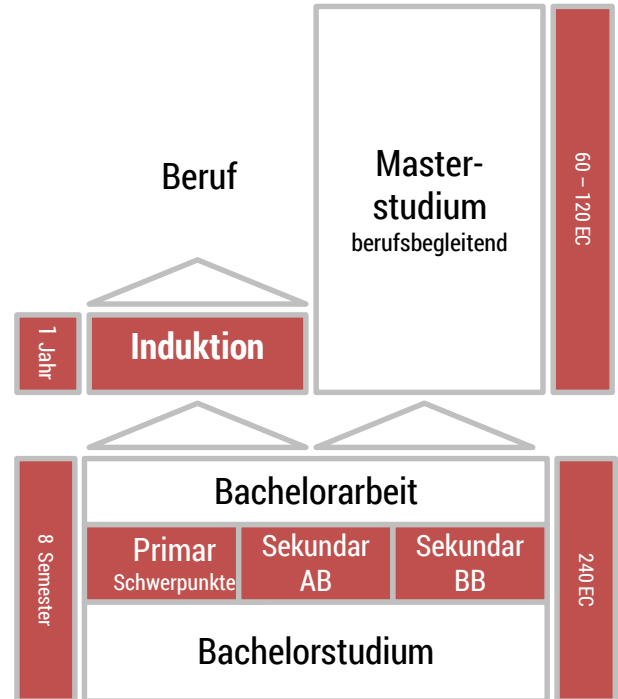 Beruf
Master-
studium
berufsbegleitend
60 – 120 EC
1 Jahr
Induktion
8 Semester
Bachelorarbeit
Primar
Schwerpunkte
Sekundar
AB
Sekundar
BB
240 EC
Bachelorstudium